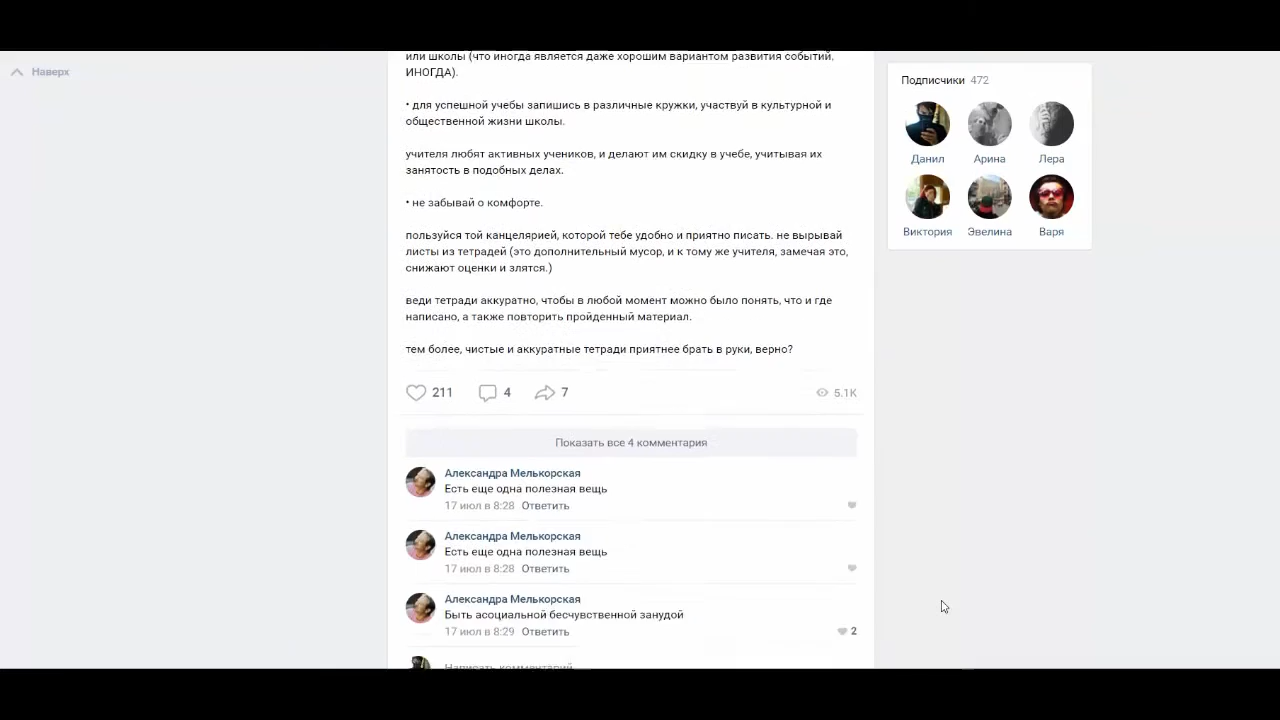 Наверх
или школы (что иногда является даже хорошим вариантом развития событий.
ИНОГДА).
• для успешной учебы запишись в различные кружки, участвуй в культурной и
общественной жизни школы.
учителя любят активных учеников, и делают им скидку в учебе, учитывая их
занятость в подобных делах.
• не забывай о комфорте.
пользуйся той канцелярией, которой тебе удобно и приятно писать. не вырывай
листы из тетрадей (это дополнительный мусор, и к тому же учителя, замечая это,
снижают оценки и злятся.)
веди тетради аккуратно, чтобы в любой момент можно было понять, что и где
написано, а также повторить пройденный материал.
тем более, чистые и аккуратные тетради приятнее брать в руки, верно?
211 4 7 5.1K
Показать все 4 комментария
Александра Мелькорская
Есть еще одна полезная вещь
17 июл в 8:28 Ответить
Александра Мелькорская
Есть еще одна полезная вещь
17 июл в 8:28 Ответить
Александра Мелькорская
Быть асоциальной бесчувственной занудой
17 июл в 8:29 Ответить 2
Написать комментарий
Подписчики 472
Данил Арина Лера
Виктория Эвелина Варя